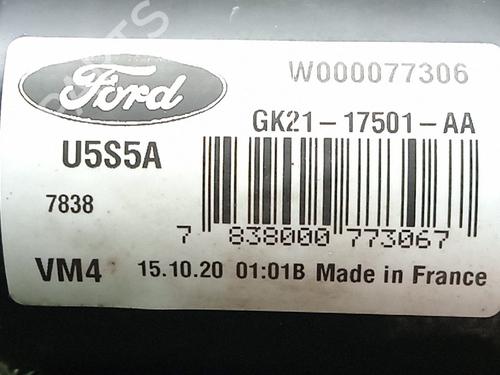 Ford
W000077306
GK21-17501-AA
U5S5A
7838
7 838000 773067
VM4 15.10.20 01:01B Made in France